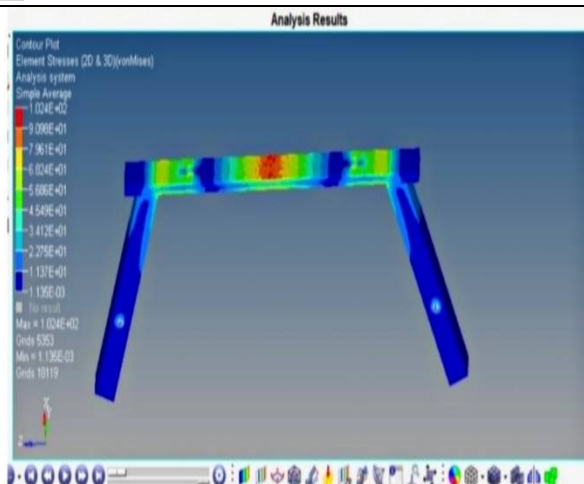 Analysis Results
Contour Plot
Element Stresses (2D & 3D)(vonMises)
Analysis system
Simple Average
1.024E+02
9.098E+01
7.961E+01
6.824E+01
5.686E+01
4.549E+01
3.412E+01
2.275E+01
1.137E+01
1.135E-03
No result
Max = 1.024E+02
Grids 5353
Min = 1.135E-03
Grids 18119